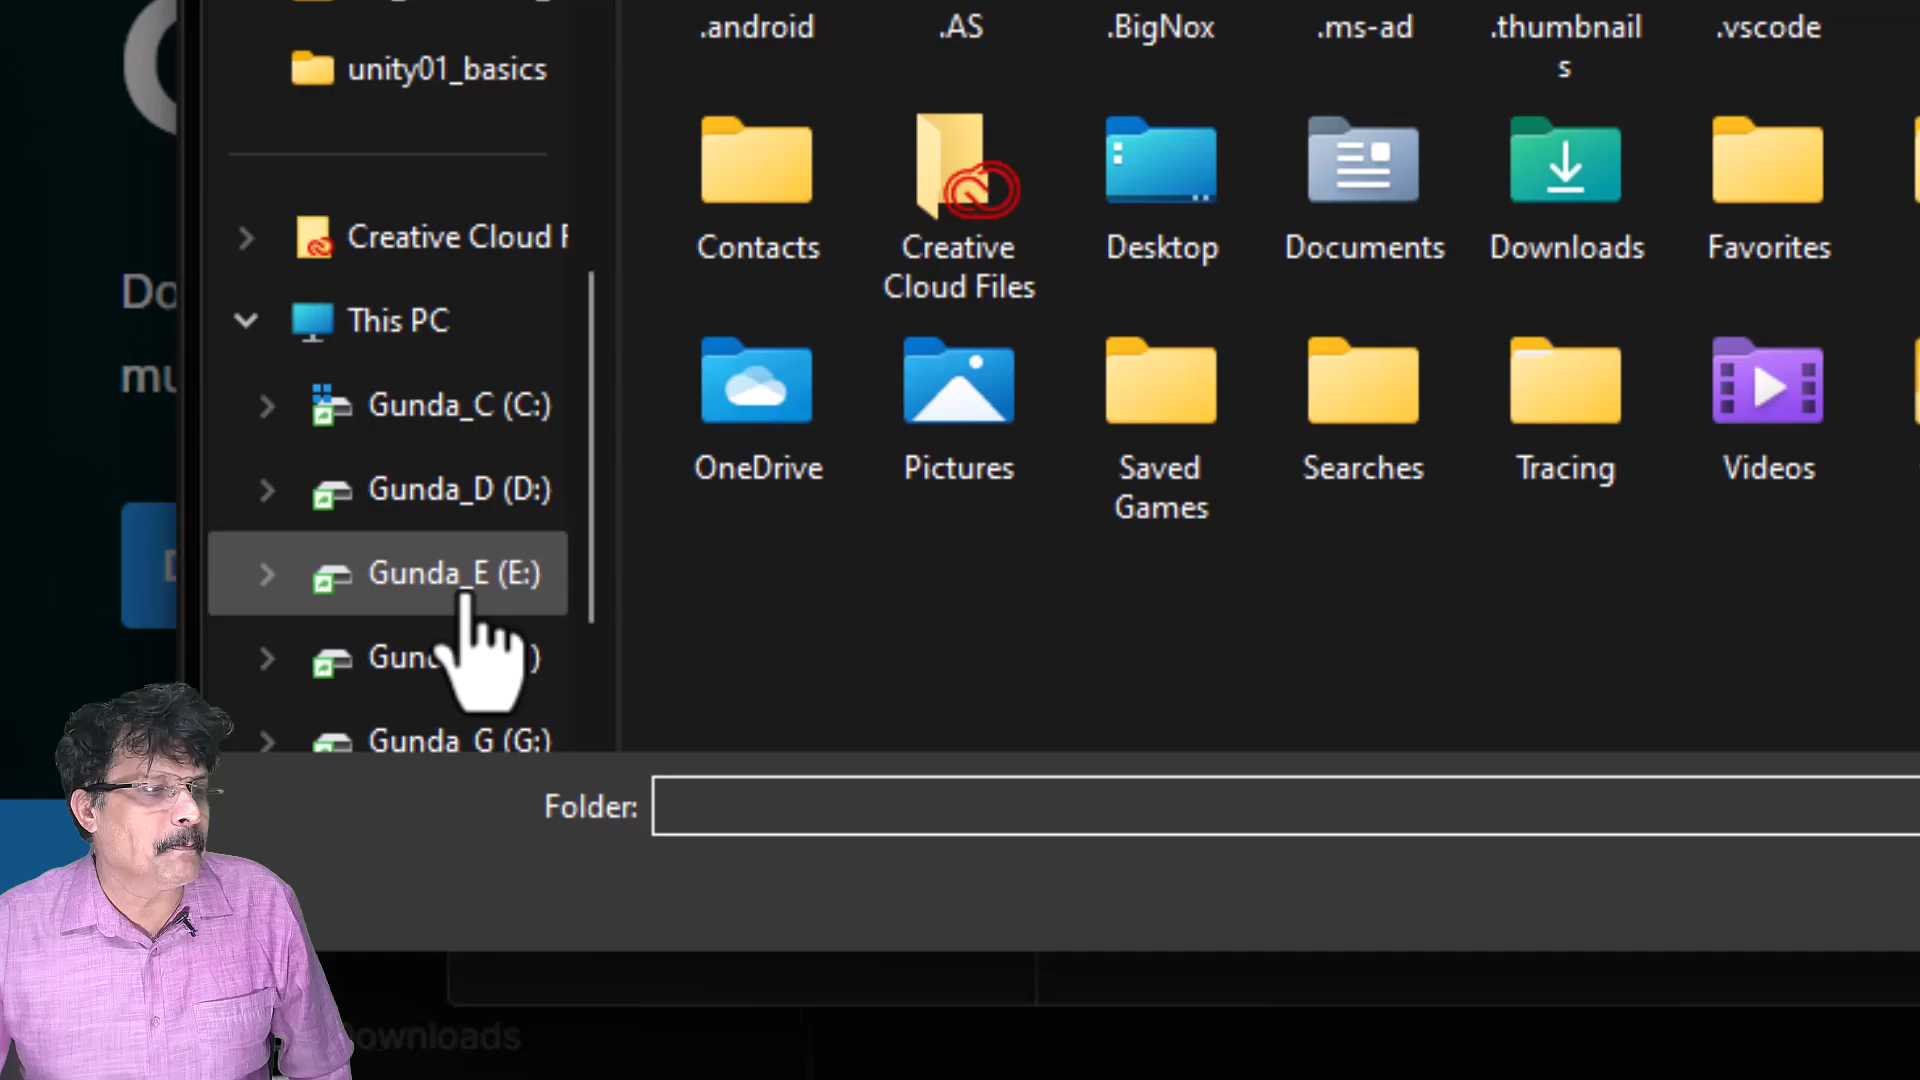 .android
.AS
.BigNox
.ms-ad
.thumbnail
s
.vscode
unity01_basics
Contacts
Creative
Cloud Files
Desktop
Documents
Downloads
Favorites
Creative Cloud F
This PC
Gunda_C (C:)
Gunda_D (D:)
Gunda_E (E:)
Gunda_G (G:)
OneDrive
Pictures
Saved
Games
Searches
Tracing
Videos
Folder: